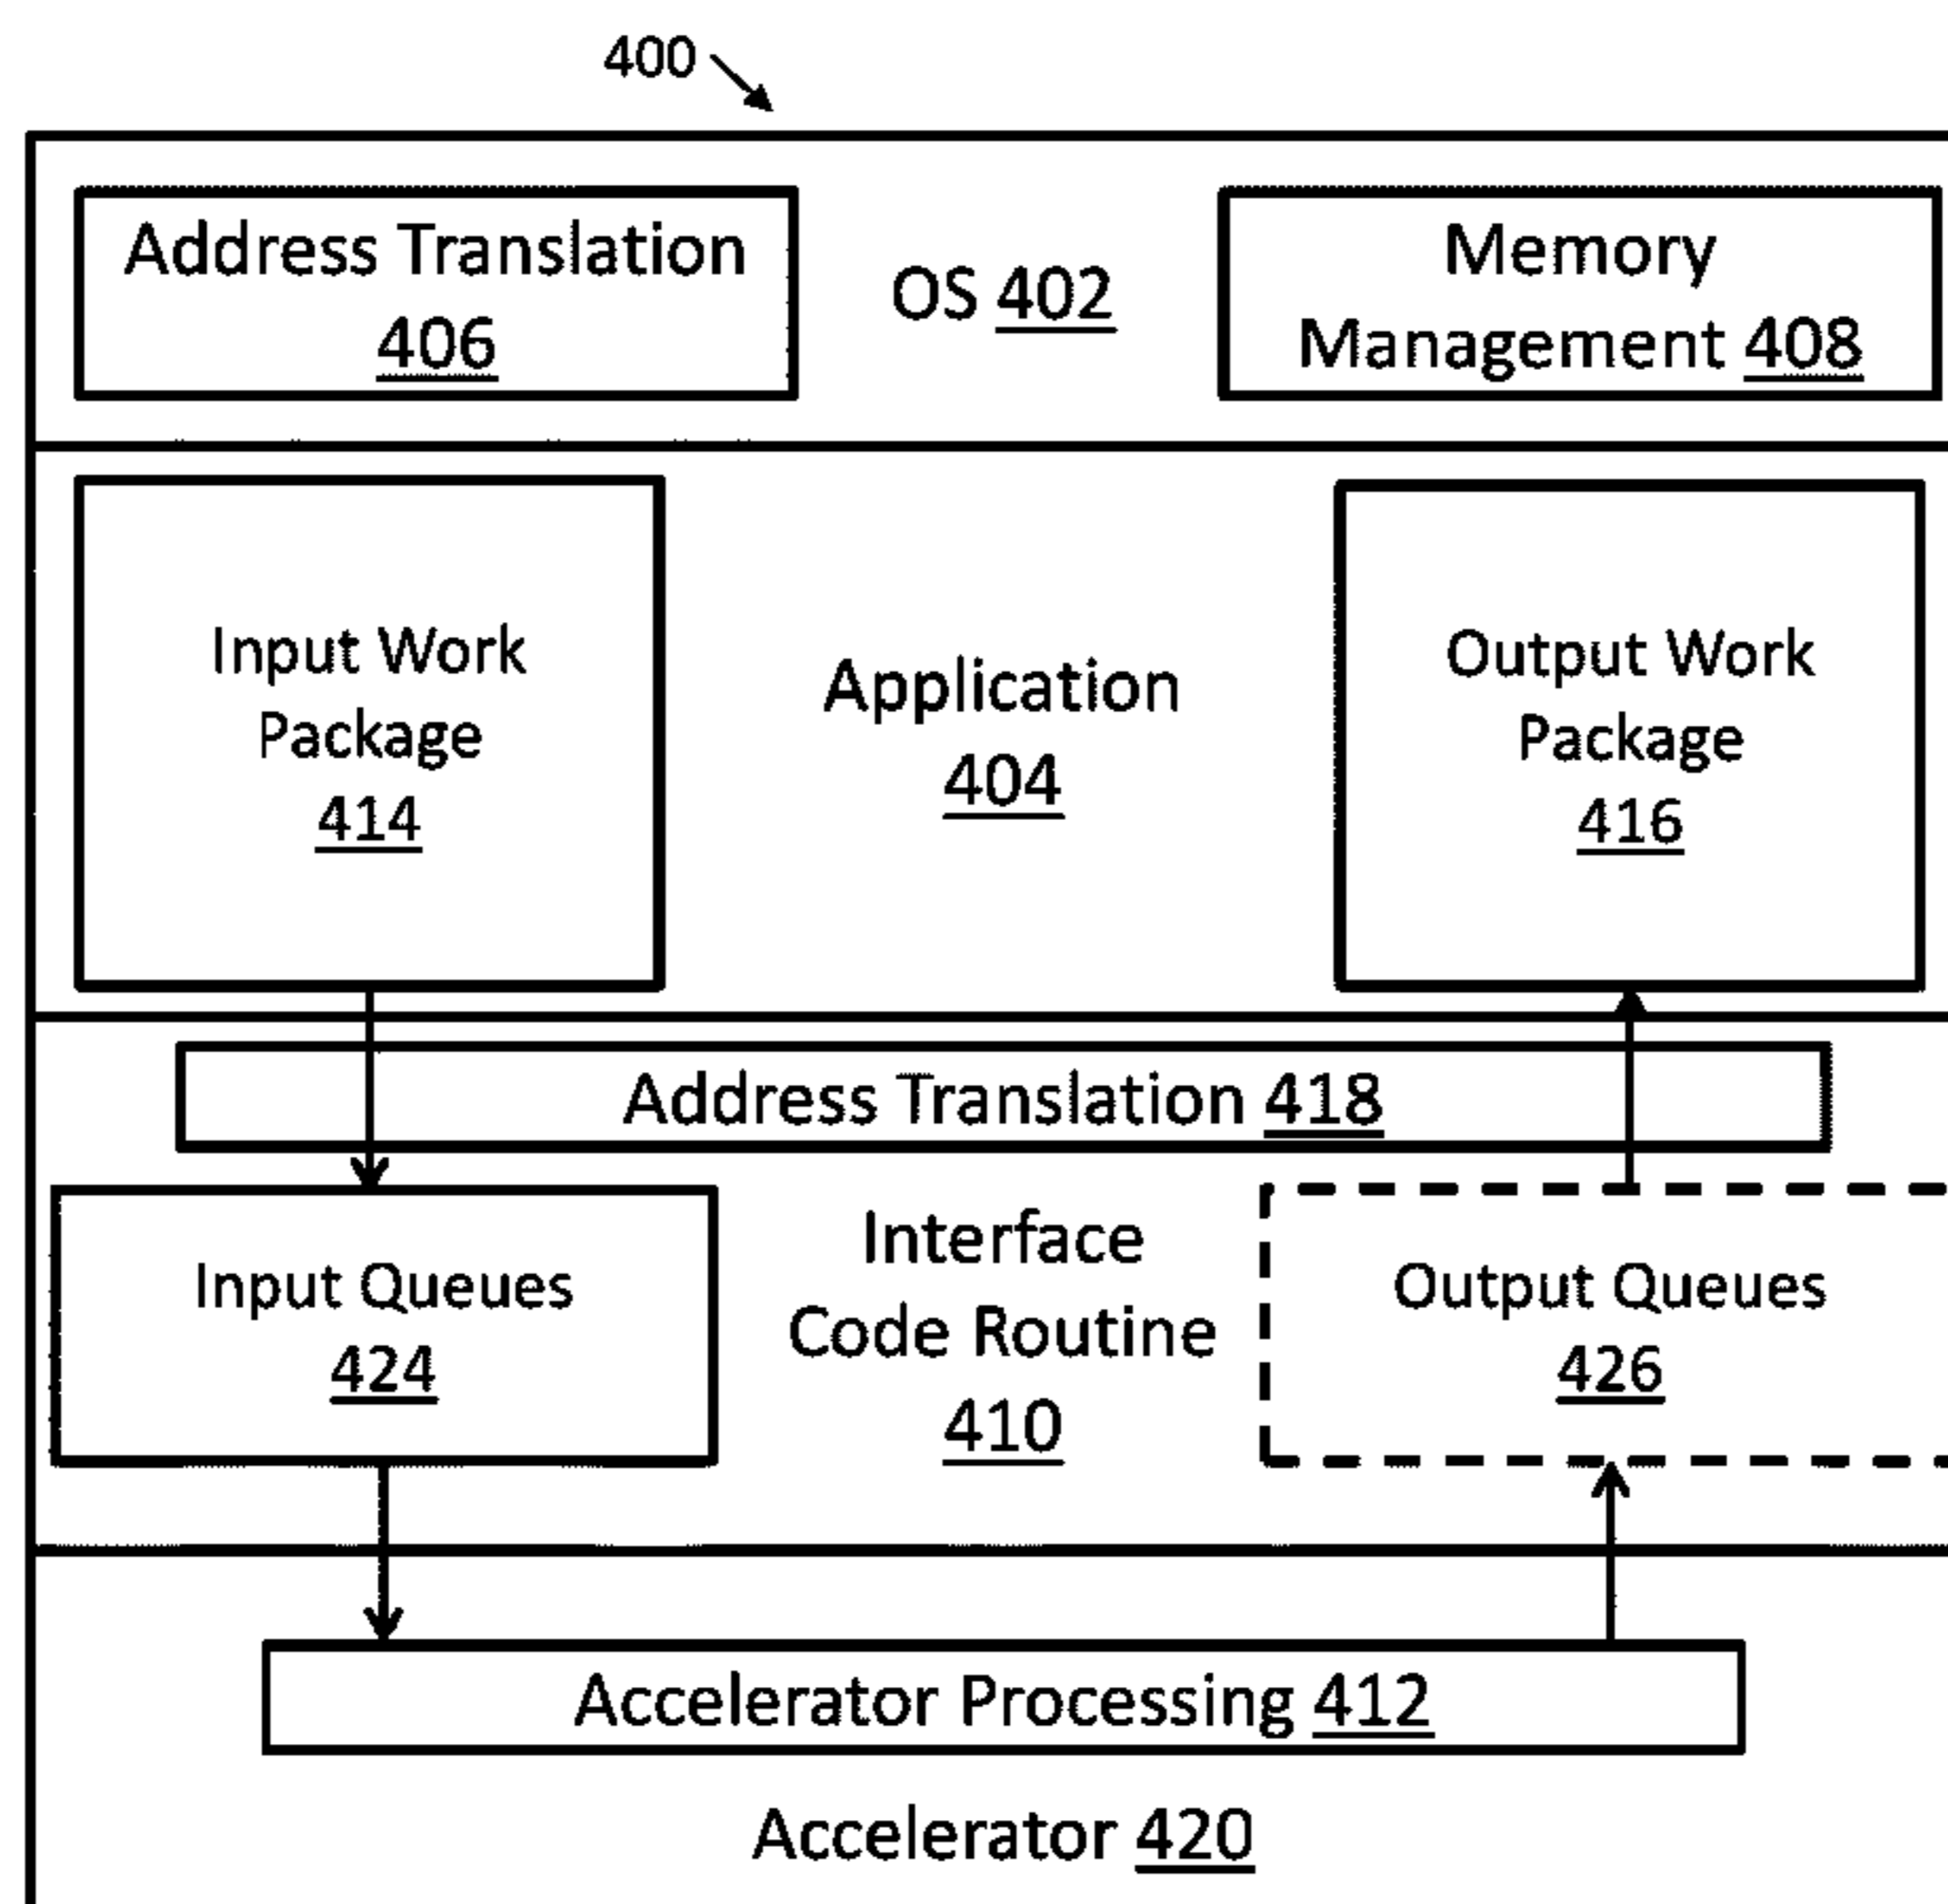 400
Address Translation
406
OS 402
Memory
Management 408
Input Work
Package
414
Application
404
Output Work
Package
416
Address Translation 418
Input Queues
424
Interface
Code Routine
410
Output Queues
426
Accelerator Processing 412
Accelerator 420